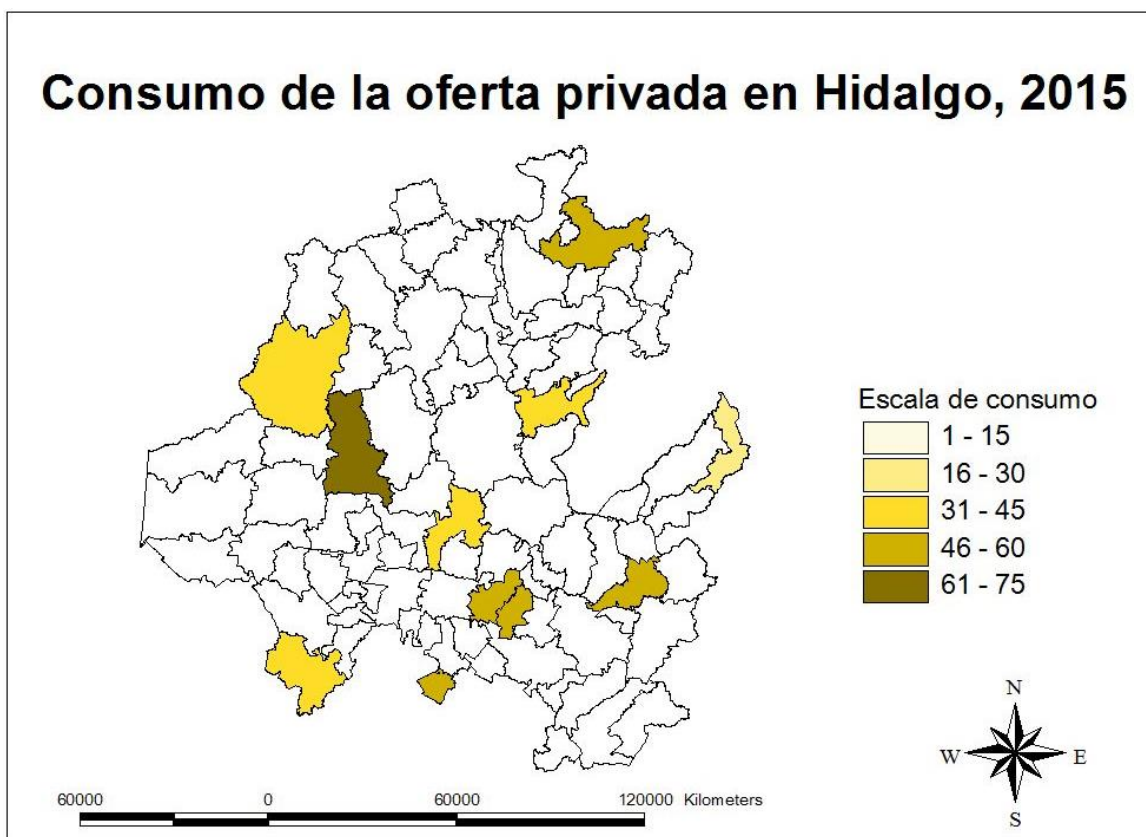 Consumo de la oferta privada en Hidalgo, 2015
Escala de consumo
1 - 15
16 - 30
31 - 45
46 - 60
61 - 75
N
W E
S
60000 0 60000 120000 Kilometers